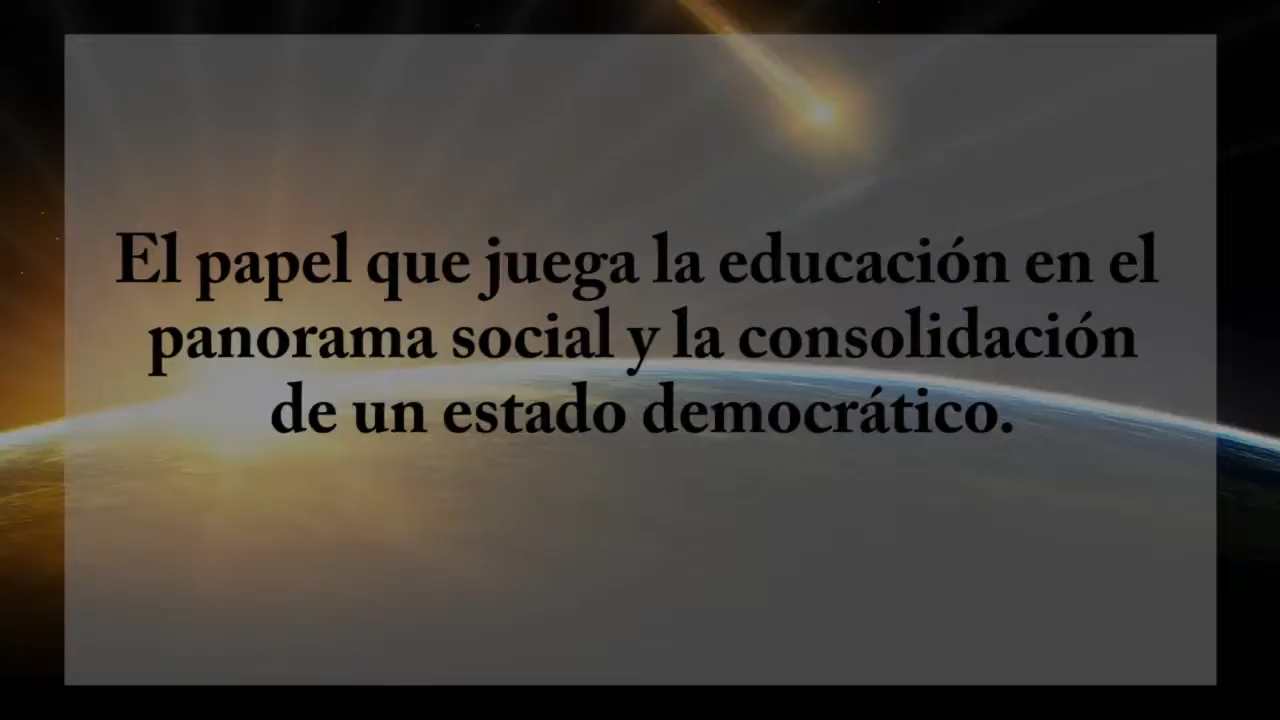 El papel que juega la educación en el
panorama social y la consolidación
de un estado democrático.